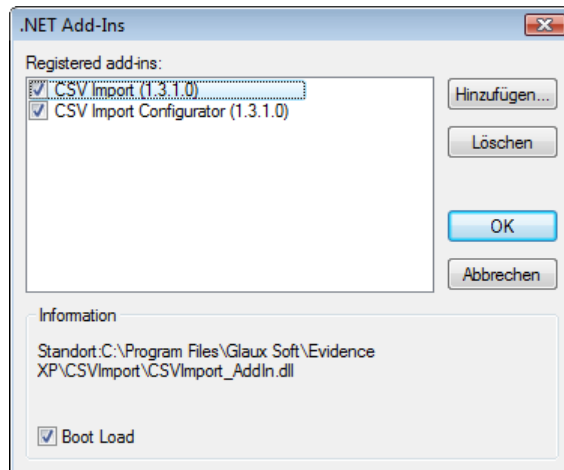 .NET Add-Ins
Registered add-ins:
CSV Import (1.3.1.0)
CSV Import Configurator (1.3.1.0)
Hinzufügen...
Löschen
OK
Abbrechen
Information
Standort:C:\Program Files\Glaux Soft\Evidence
XP\CSVImport\CSVImport_AddIn.dll
Boot Load